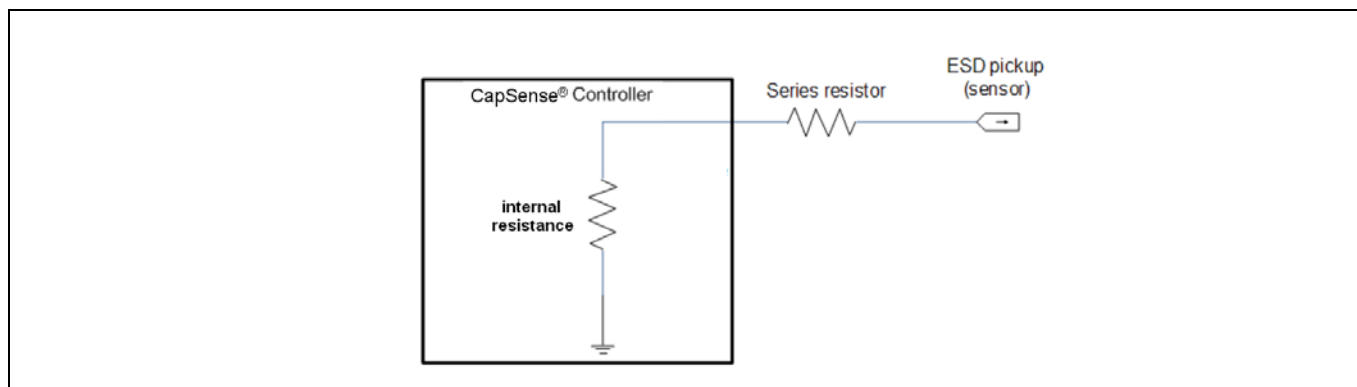 CapSense® Controller
Series resistor
ESD pickup
(sensor)
internal
resistance